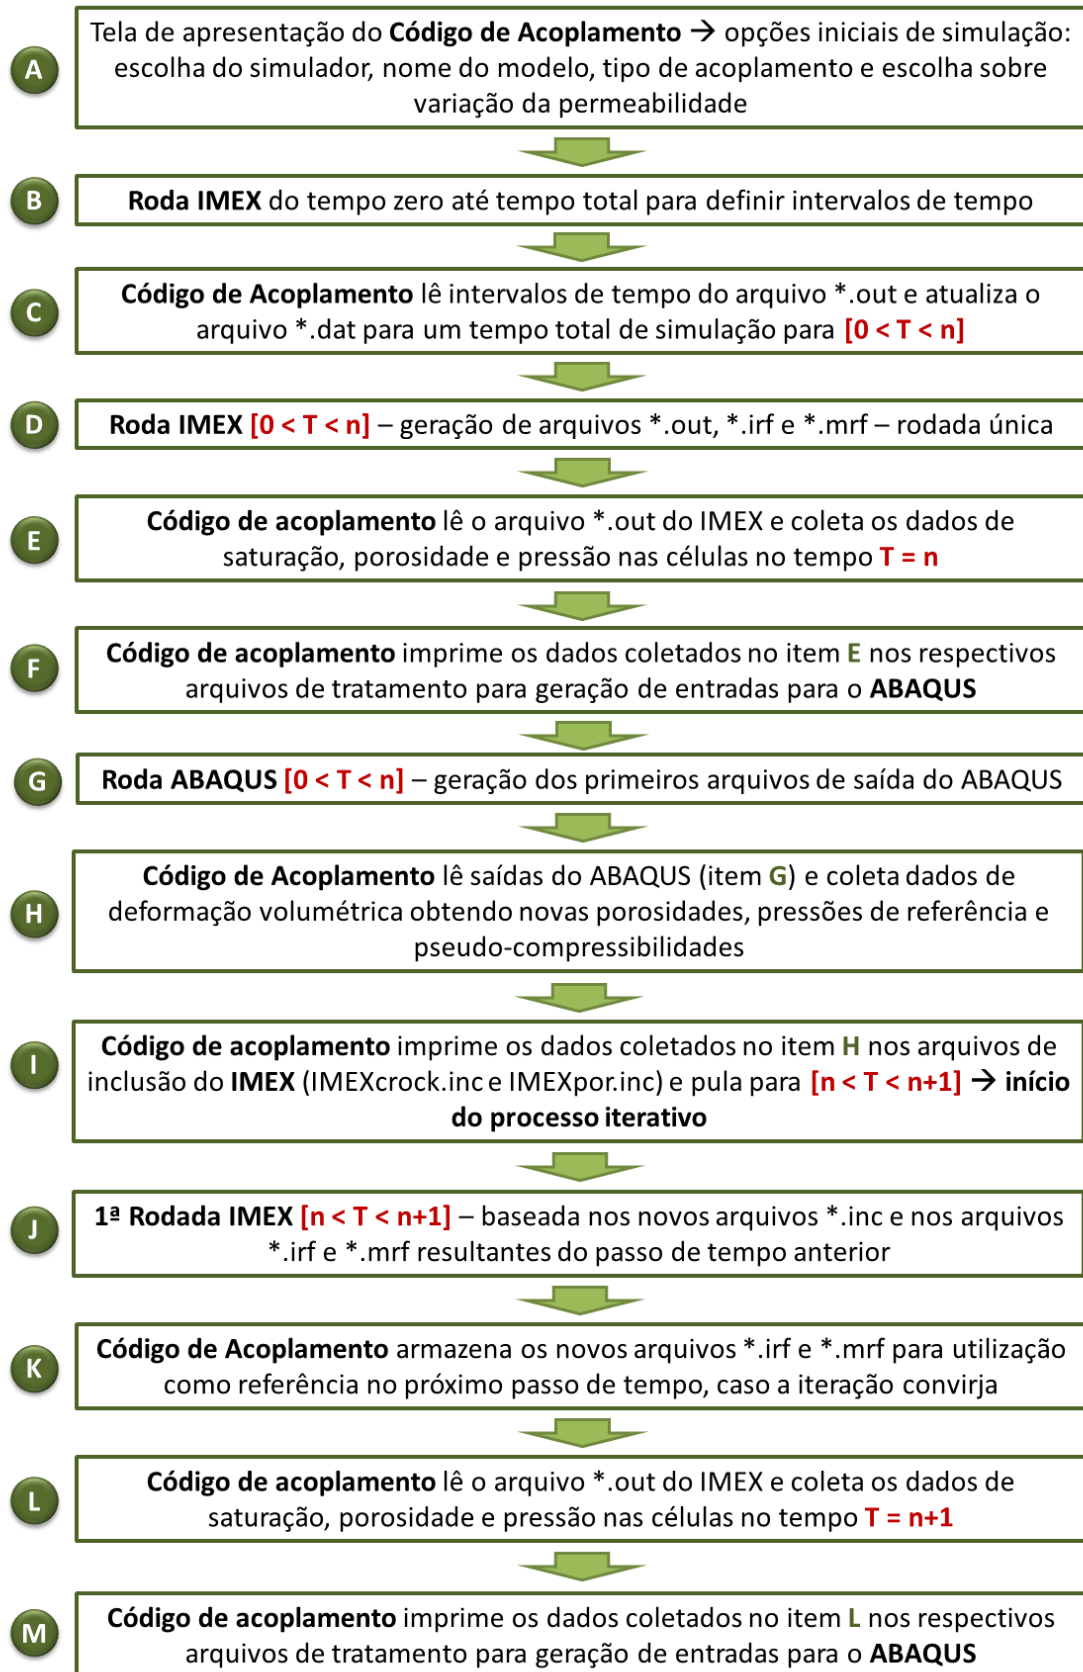 A
Tela de apresentação do Código de Acoplamento → opções iniciais de simulação:
escolha do simulador, nome do modelo, tipo de acoplamento e escolha sobre
variação da permeabilidade
B
Roda IMEX do tempo zero até tempo total para definir intervalos de tempo
C
Código de Acoplamento lê intervalos de tempo do arquivo *.out e atualiza o
arquivo *.dat para um tempo total de simulação para [0 < T < n]
D
Roda IMEX [0 < T < n] – geração de arquivos *.out, *.irf e *.mrf – rodada única
E
Código de acoplamento lê o arquivo *.out do IMEX e coleta os dados de
saturação, porosidade e pressão nas células no tempo T = n
F
Código de acoplamento imprime os dados coletados no item E nos respectivos
arquivos de tratamento para geração de entradas para o ABAQUS
G
Roda ABAQUS [0 < T < n] – geração dos primeiros arquivos de saída do ABAQUS
H
Código de Acoplamento lê saídas do ABAQUS (item G) e coleta dados de
deformação volumétrica obtendo novas porosidades, pressões de referência e
pseudo-compressibilidades
I
Código de acoplamento imprime os dados coletados no item H nos arquivos de
inclusão do IMEX (IMEXcrock.inc e IMEXpor.inc) e pula para [n < T < n+1] → início
do processo iterativo
J
1ª Rodada IMEX [n < T < n+1] – baseada nos novos arquivos *.inc e nos arquivos
*.irf e *.mrf resultantes do passo de tempo anterior
K
Código de Acoplamento armazena os novos arquivos *.irf e *.mrf para utilização
como referência no próximo passo de tempo, caso a iteração convirja
L
Código de acoplamento lê o arquivo *.out do IMEX e coleta os dados de
saturação, porosidade e pressão nas células no tempo T = n+1
M
Código de acoplamento imprime os dados coletados no item L nos respectivos
arquivos de tratamento para geração de entradas para o ABAQUS